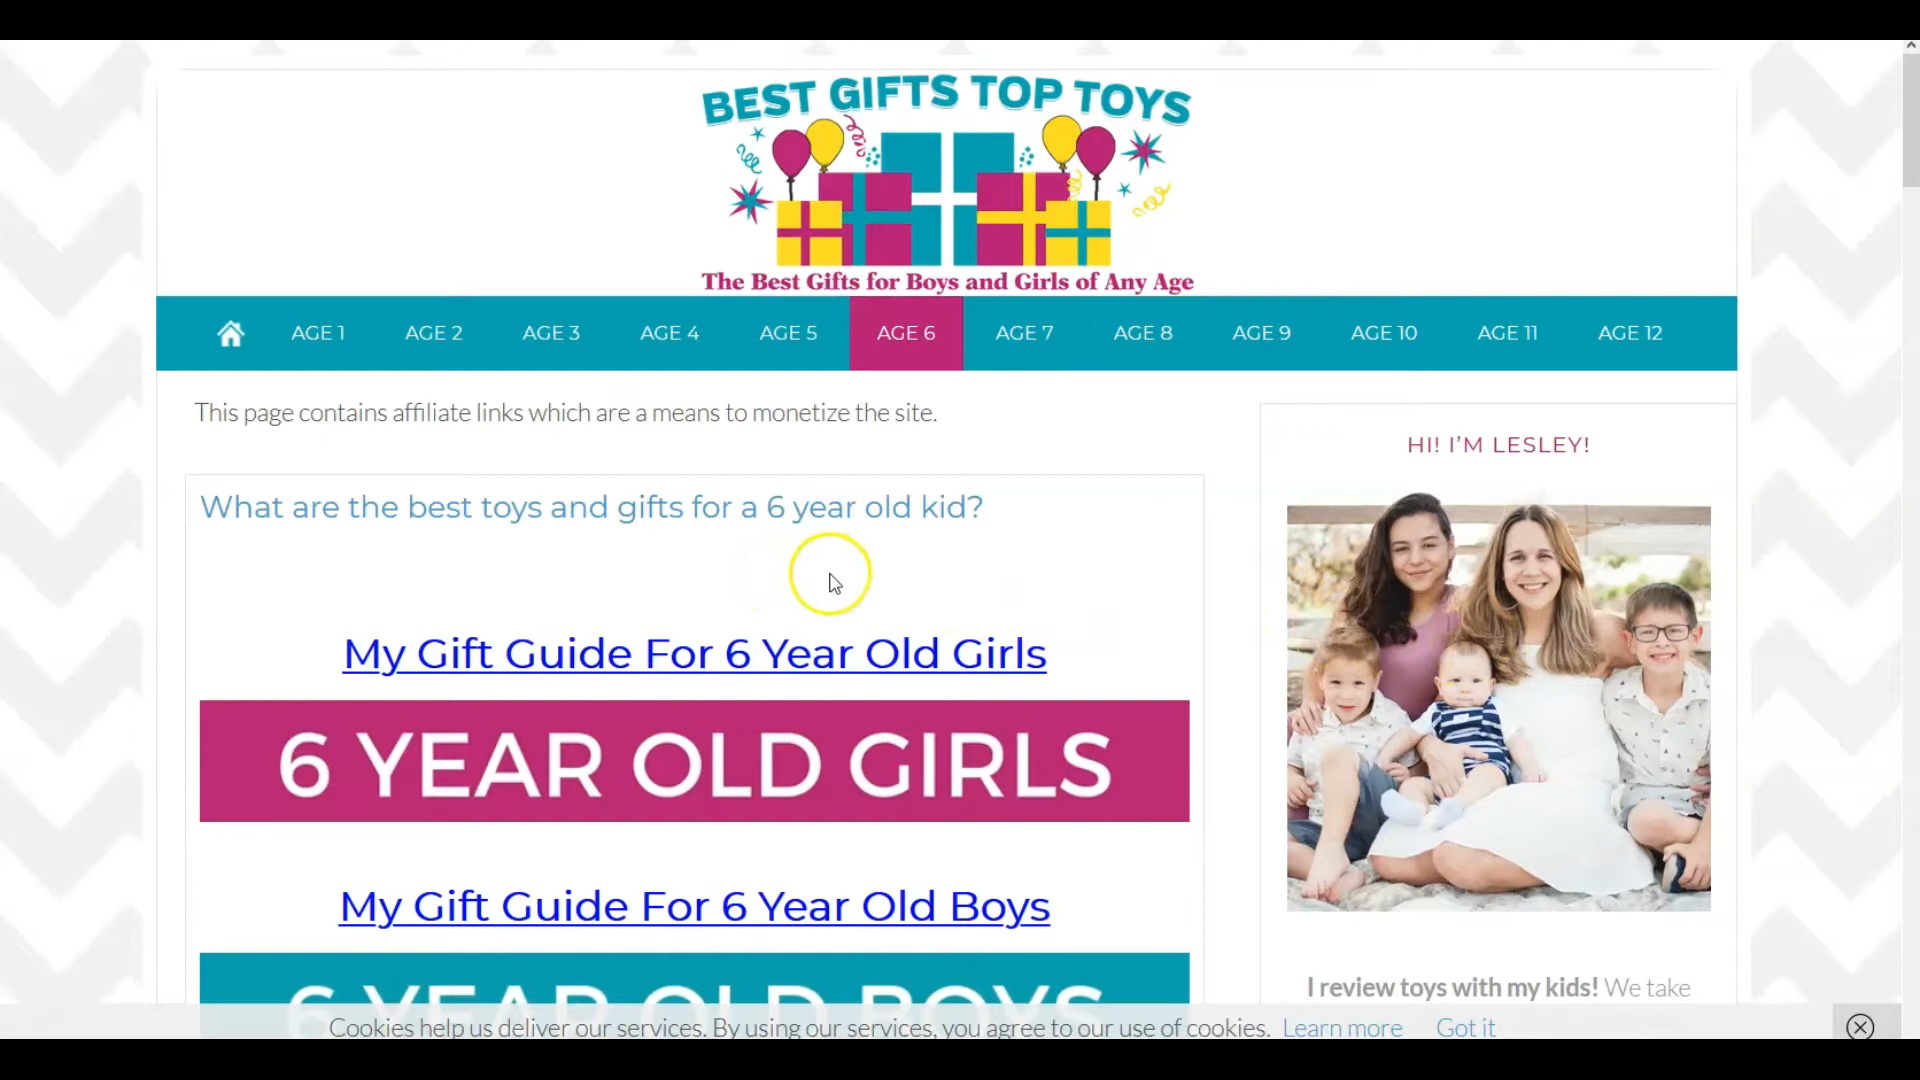 BEST GIFTS TOP TOYS
The Best Gifts for Boys and Girls of Any Age
AGE 1 AGE 2 AGE 3 AGE 4 AGE 5 AGE 6 AGE 7 AGE 8 AGE 9 AGE 10 AGE 11 AGE 12
This page contains affiliate links which are a means to monetize the site.
What are the best toys and gifts for a 6 year old kid?
My Gift Guide For 6 Year Old Girls
6 YEAR OLD GIRLS
My Gift Guide For 6 Year Old Boys
6 YEAR OLD BOYS
HI! I'M LESLEY!
I review toys with my kids! We take
Cookies help us deliver our services. By using our services, you agree to our use of cookies. Learn more Got it